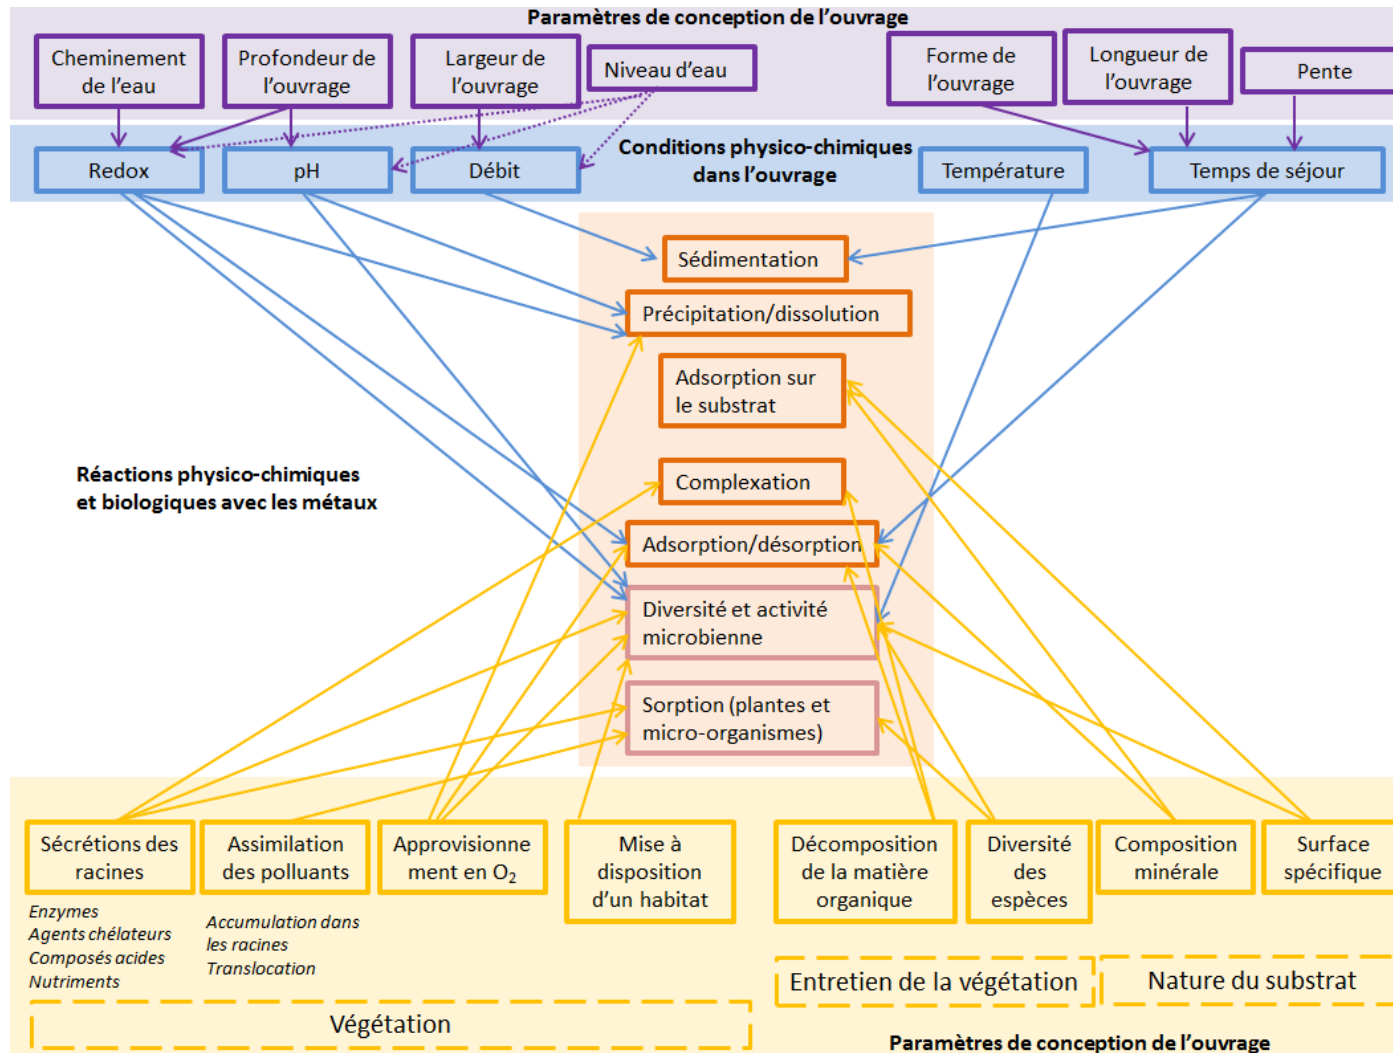 Paramètres de conception de l’ouvrage
Cheminement
de l’eau
Profondeur de
l’ouvrage
Largeur de
l’ouvrage
Niveau d’eau
Forme de
l’ouvrage
Longueur de
l’ouvrage
Pente
Conditions physico-chimiques
dans l’ouvrage
Redox
pH
Débit
Température
Temps de séjour
Sédimentation
Précipitation/dissolution
Adsorption sur
le substrat
Réactions physico-chimiques
et biologiques avec les métaux
Complexation
Adsorption/désorption
Diversité et activité
microbienne
Sorption (plantes et
micro-organismes)
Sécrétions des
racines
Assimilation
des polluants
Approvisionne
ment en O2
Mise à
disposition
d’un habitat
Décomposition
de la matière
organique
Diversité
des
espèces
Composition
minérale
Surface
spécifique
Enzymes
Agents chélateurs
Composés acides
Nutriments
Accumulation dans
les racines
Translocation
Entretien de la végétation
Nature du substrat
Végétation
Paramètres de conception de l’ouvrage